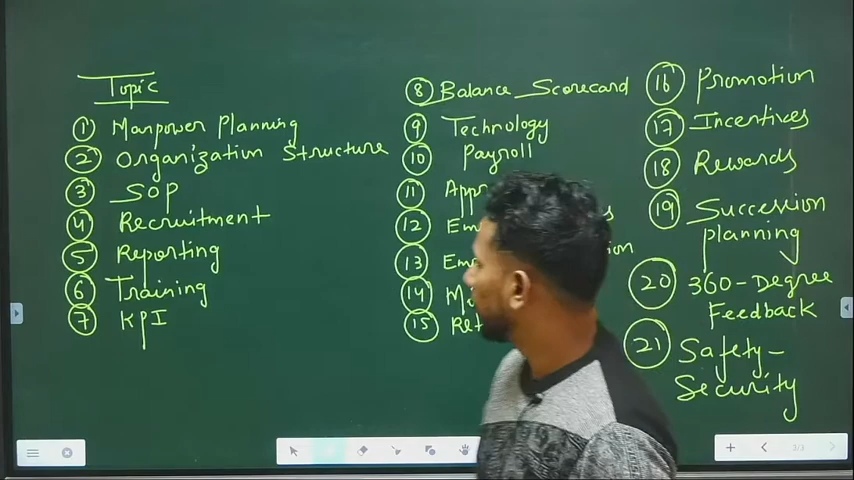 Topic
① Manpower Planning
② Organization Structure
③ SOP
④ Recruitment
⑤ Reporting
⑥ Training
⑦ KPI
⑧ Balance Scorecard
⑨ Technology
⑩ Payroll
⑪
⑫
⑬
⑭
⑮
⑯ Promotion
⑰ Incentives
⑱ Rewards
⑲ Succession
planning
⑳ 360-Degree
Feedback
㉑ Safety-
Security
3/3